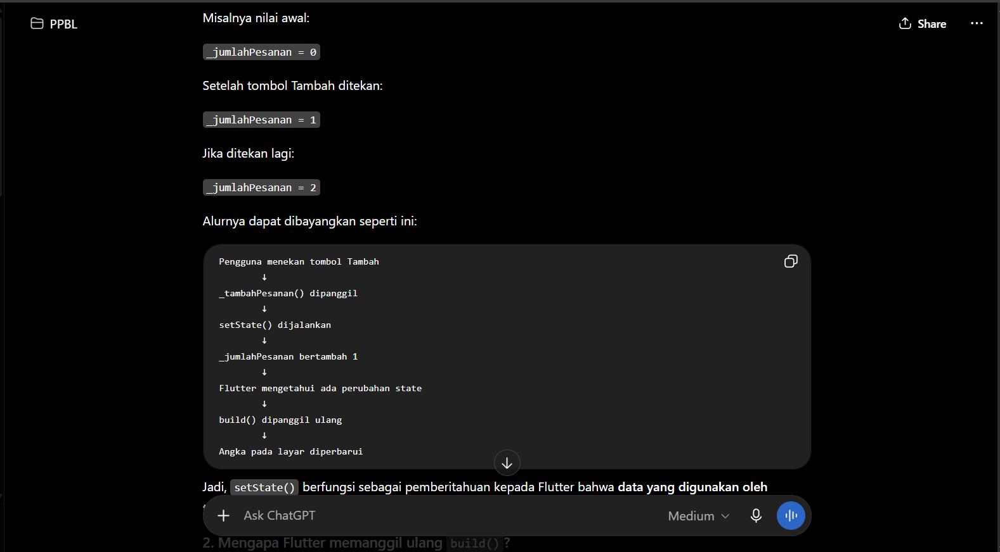 PPBL
Share
Misalnya nilai awal:
_jumlahPesanan = 0
Setelah tombol Tambah ditekan:
_jumlahPesanan = 1
Jika ditekan lagi:
_jumlahPesanan = 2
Alurnya dapat dibayangkan seperti ini:
Pengguna menekan tombol Tambah
↓
_tambahPesanan() dipanggil
↓
setState() dijalankan
↓
_jumlahPesanan bertambah 1
↓
Flutter mengetahui ada perubahan state
↓
build() dipanggil ulang
↓
Angka pada layar diperbarui
Jadi, setState() berfungsi sebagai pemberitahuan kepada Flutter bahwa data yang digunakan oleh
Ask ChatGPT
Medium
2. Mengapa Flutter memanggil ulang build() ?